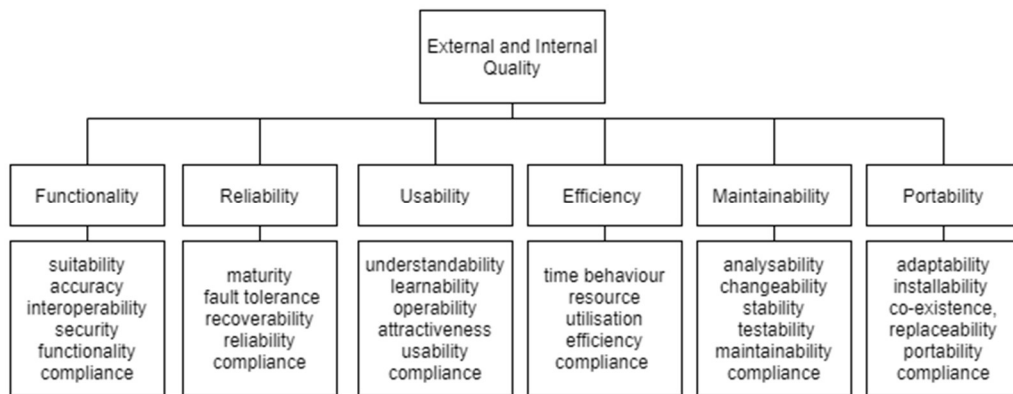 External and Internal
Quality
Functionality
Reliability
Usability
Efficiency
Maintainability
Portability
suitability
accuracy
interoperability
security
functionality
compliance
maturity
fault tolerance
recoverability
reliability
compliance
understandability
learnability
operability
attractiveness
usability
compliance
time behaviour
resource
utilisation
efficiency
compliance
analysability
changeability
stability
testability
maintainability
compliance
adaptability
installability
co-existence,
replaceability
portability
compliance